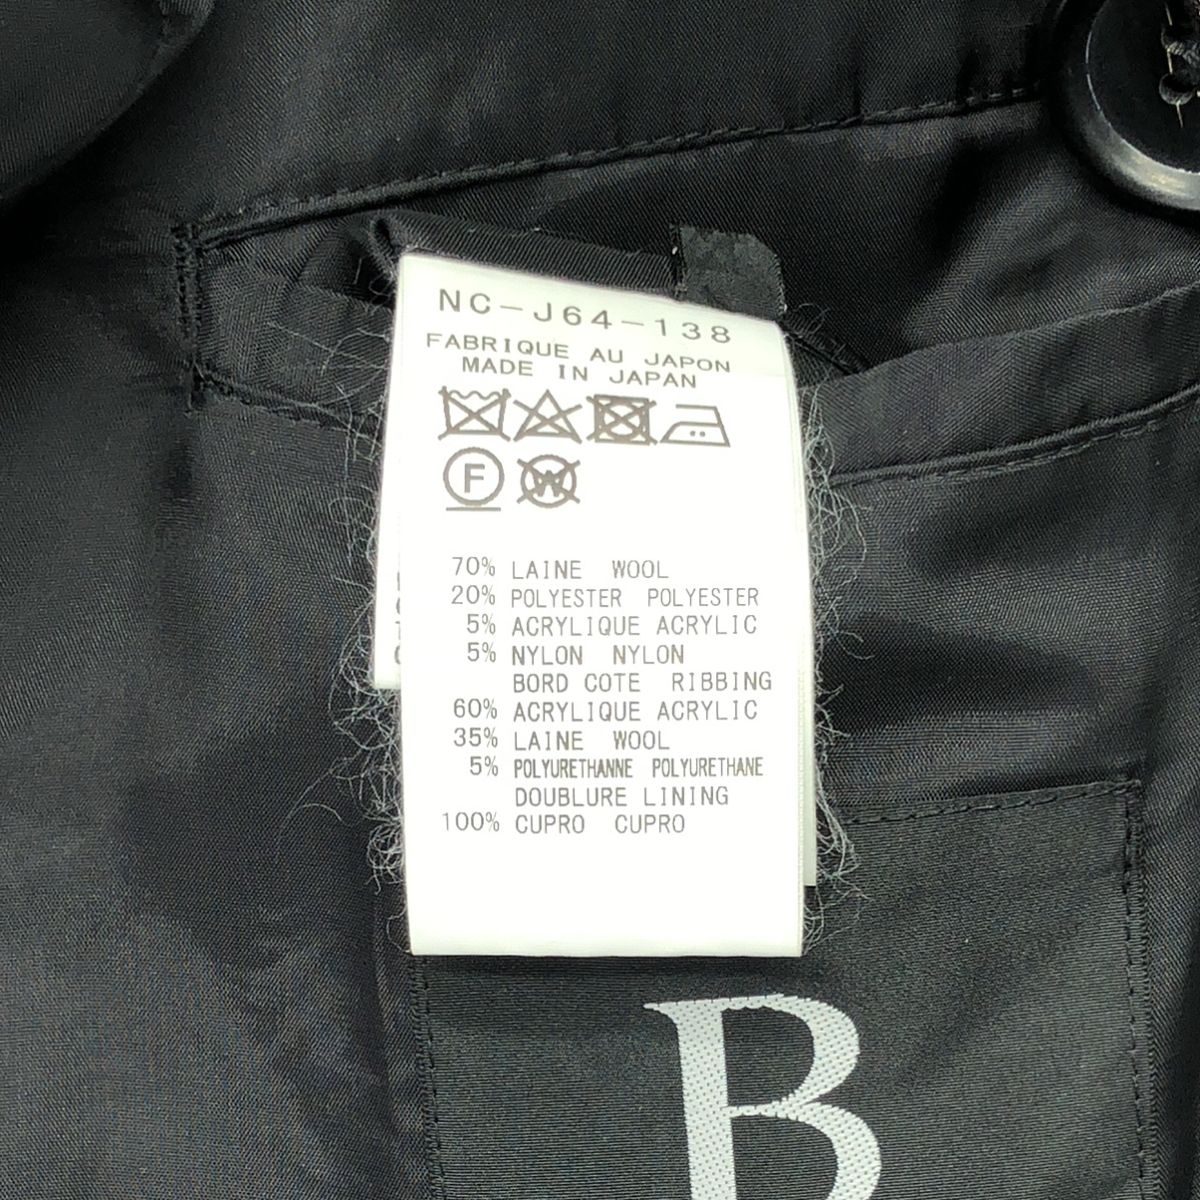 NC-J64-138
FABRIQUE AU JAPON
MADE IN JAPAN
F W
70% LAINE WOOL
20% POLYESTER POLYESTER
5% ACRYLIQUE ACRYLIC
5% NYLON NYLON
BORD COTE RIBBING
60% ACRYLIQUE ACRYLIC
35% LAINE WOOL
5% POLYURETHANNE POLYURETHANE
DOUBLURE LINING
100% CUPRO CUPRO
B